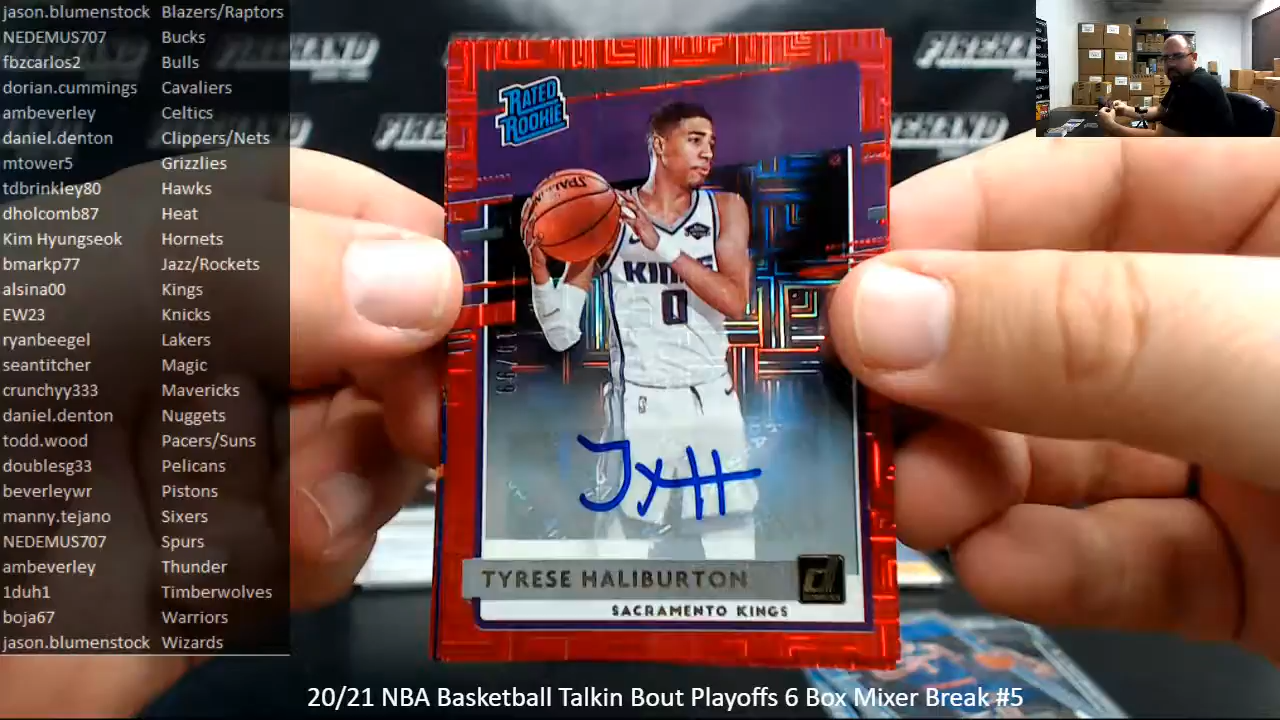 jason.blumenstock Blazers/Raptors
NEDEMUS707 Bucks
fbzcarlos2 Bulls
dorian.cummings Cavaliers
ambeverley Celtics
daniel.denton Clippers/Nets
mtower5 Grizzlies
tdbrinkley80 Hawks
dholcomb87 Heat
Kim Hyungseok Hornets
bmarkp77 Jazz/Rockets
alsina00 Kings
EW23 Knicks
ryanbeegel Lakers
seantitcher Magic
crunchyy333 Mavericks
daniel.denton Nuggets
todd.wood Pacers/Suns
doublesg33 Pelicans
beverleywr Pistons
manny.tejano Sixers
NEDEMUS707 Spurs
ambeverley Thunder
1duh1 Timberwolves
boja67 Warriors
jason.blumenstock Wizards
FIREHAND
RATED
ROOKIE
SPALDING
KINGS
0
TYRESE HALIBURTON
SACRAMENTO KINGS
20/21 NBA Basketball Talkin Bout Playoffs 6 Box Mixer Break #5